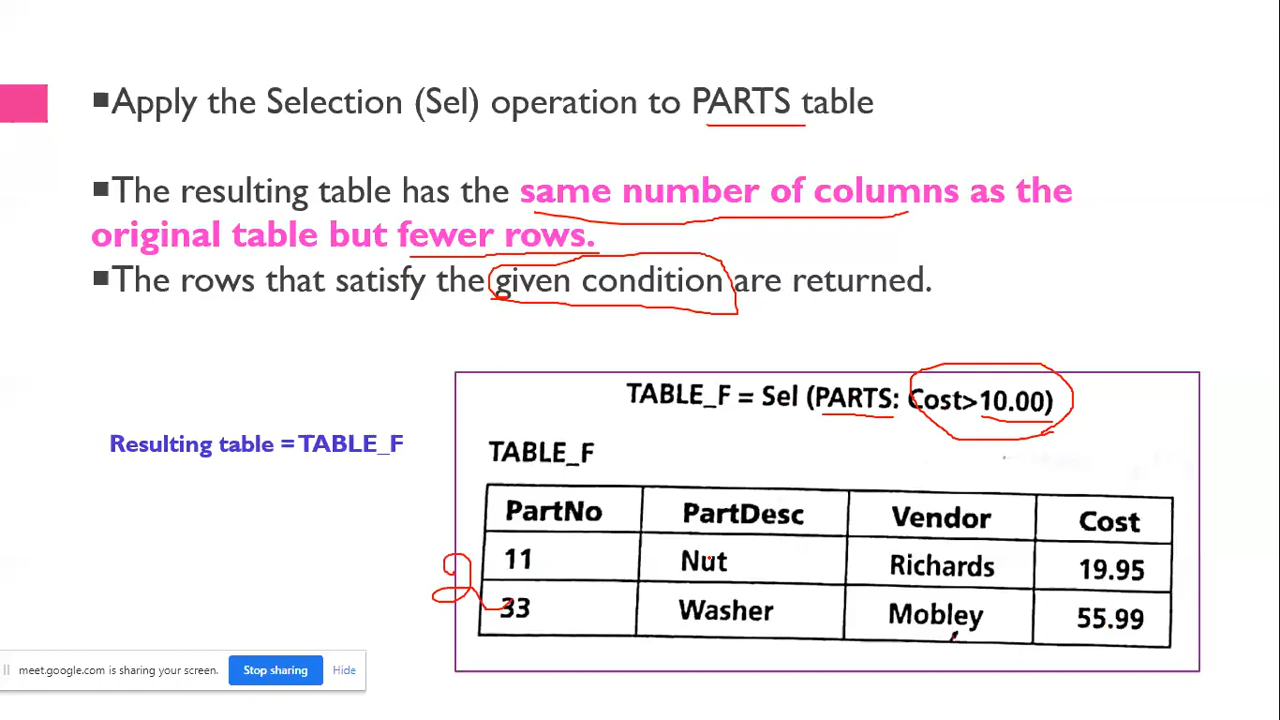 ▪Apply the Selection (Sel) operation to PARTS table
▪The resulting table has the same number of columns as the
original table but fewer rows.
▪The rows that satisfy the given condition are returned.
TABLE_F = Sel (PARTS: Cost>10.00)
Resulting table = TABLE_F
TABLE_F
PartNo PartDesc Vendor Cost
11 Nut Richards 19.95
2 33 Washer Mobley 55.99
meet.google.com is sharing your screen. Stop sharing Hide